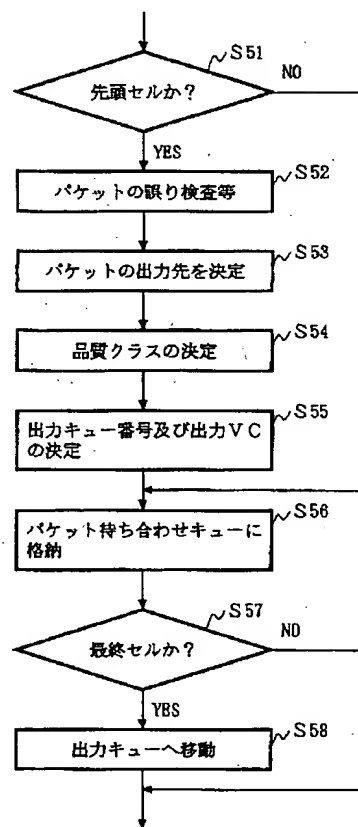 S51
先頭セルか?
NO
YES
S52
パケットの誤り検査等
S53
パケットの出力先を決定
S54
品質クラスの決定
S55
出力キュー番号及び出力VC
の決定
S56
パケット待ち合わせキューに
格納
S57
最終セルか?
NO
YES
S58
出力キューへ移動